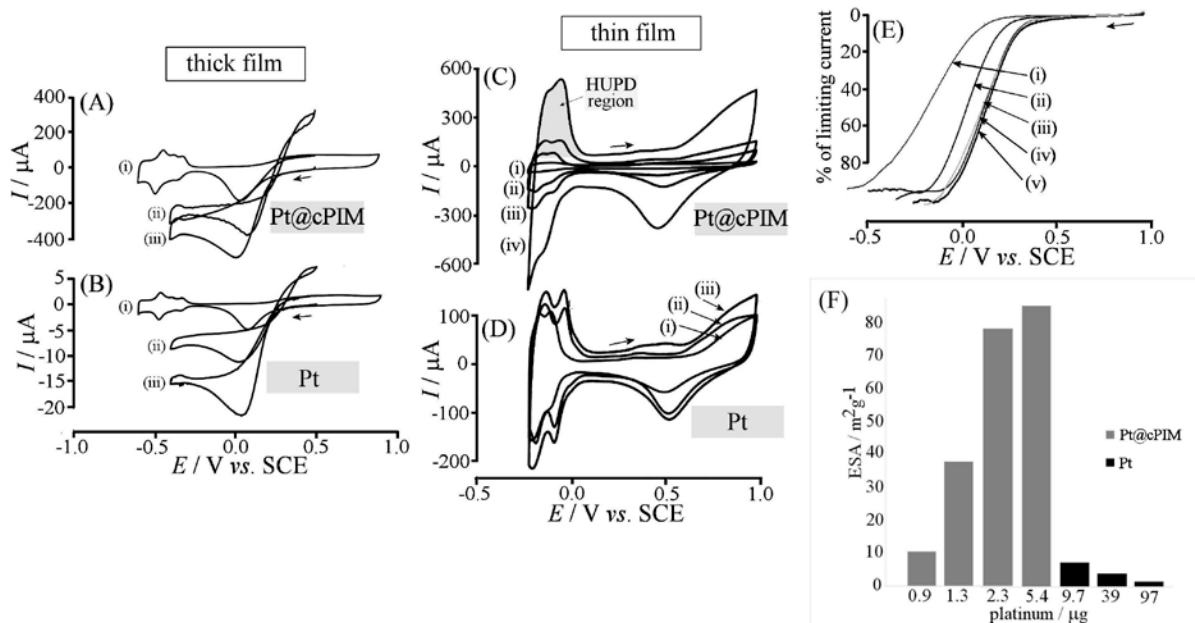 thick film
(A)
400
200
0
-200
-400
I / μA
(i)
(ii)
(iii)
Pt@cPIM
(B)
5
0
-5
-10
-15
-20
I / μA
(i)
(ii)
(iii)
Pt
-1.0
-0.5
0.0
0.5
1.0
E / V vs. SCE
thin film
(C)
600
300
0
-300
-600
I / μA
HUPD
region
(i)
(ii)
(iii)
(iv)
Pt@cPIM
(D)
100
0
-100
-200
I / μA
(iii)
(ii)
(i)
Pt
-0.5
0.0
0.5
1.0
E / V vs. SCE
(E)
0
20
40
60
80
% of limiting current
(i)
(ii)
(iii)
(iv)
(v)
-0.5
0.0
0.5
1.0
E / V vs. SCE
(F)
80
70
60
50
40
30
80
10
0
ESA / m²g⁻¹
Pt@cPIM
Pt
0.9
1.3
2.3
5.4
9.7
39
97
platinum / μg